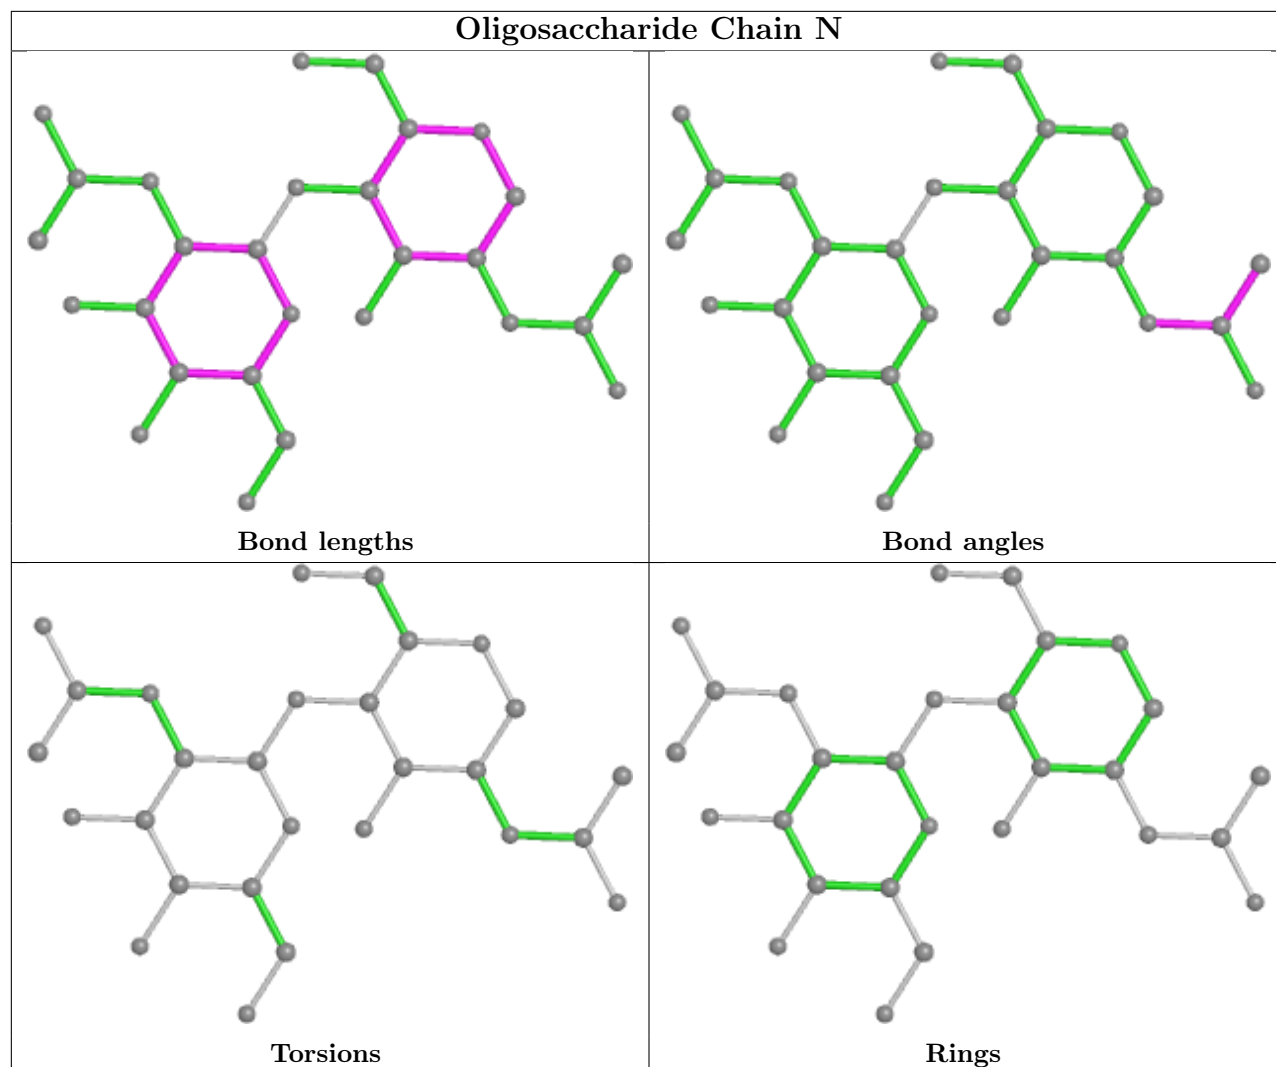 Oligosaccharide Chain N
Bond lengths
Bond angles
Torsions
Rings